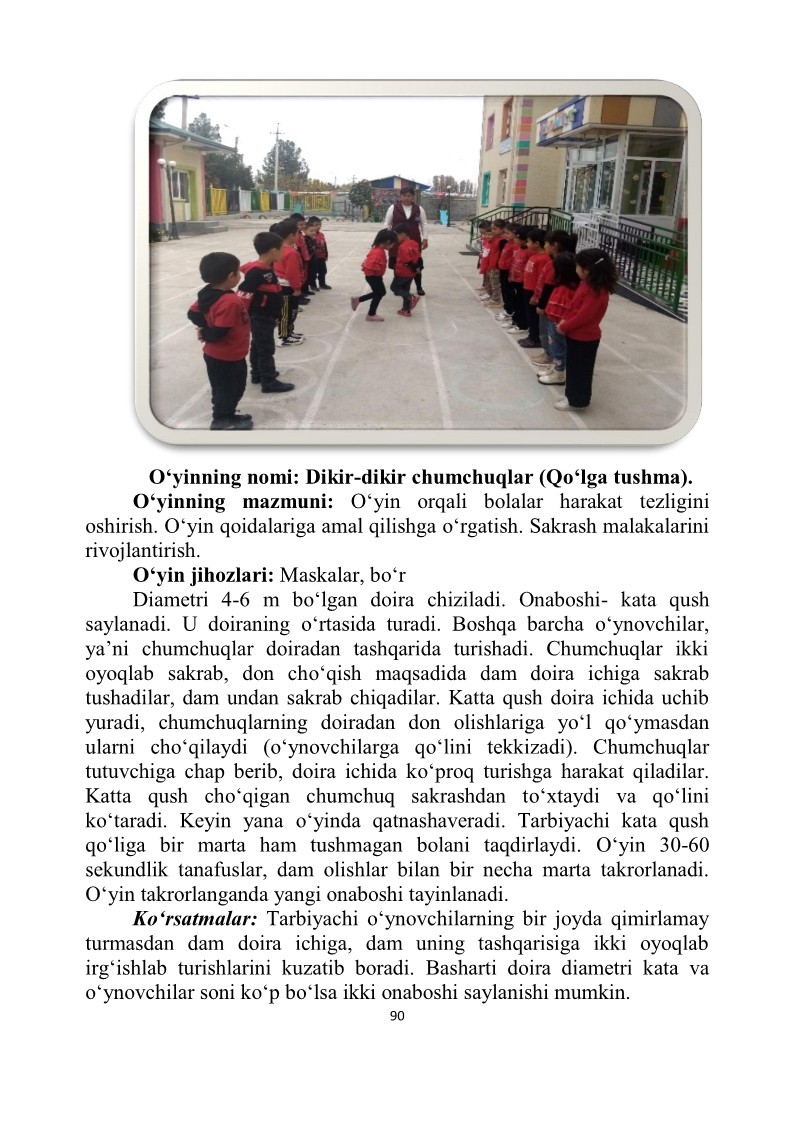 O‘yinning nomi: Dikir-dikir chumchuqlar (Qo‘lga tushma).
O‘yinning mazmuni: O‘yin orqali bolalar harakat tezligini
oshirish. O‘yin qoidalariga amal qilishga o‘rgatish. Sakrash malakalarini
rivojlantirish.
O‘yin jihozlari: Maskalar, bo‘r
Diametri 4-6 m bo‘lgan doira chiziladi. Onaboshi- kata qush
saylanadi. U doiraning o‘rtasida turadi. Boshqa barcha o‘ynovchilar,
ya’ni chumchuqlar doiradan tashqarida turishadi. Chumchuqlar ikki
oyoqlab sakrab, don cho‘qish maqsadida dam doira ichiga sakrab
tushadilar, dam undan sakrab chiqadilar. Katta qush doira ichida uchib
yuradi, chumchuqlarning doiradan don olishlariga yo‘l qo‘ymasdan
ularni cho‘qilaydi (o‘ynovchilarga qo‘lini tekkizadi). Chumchuqlar
tutuvchiga chap berib, doira ichida ko‘proq turishga harakat qiladilar.
Katta qush cho‘qigan chumchuq sakrashdan to‘xtaydi va qo‘lini
ko‘taradi. Keyin yana o‘yinda qatnashaveradi. Tarbiyachi kata qush
qo‘liga bir marta ham tushmagan bolani taqdirlaydi. O‘yin 30-60
sekundlik tanafuslar, dam olishlar bilan bir necha marta takrorlanadi.
O‘yin takrorlanganda yangi onaboshi tayinlanadi.
Ko‘rsatmalar: Tarbiyachi o‘ynovchilarning bir joyda qimirlamay
turmasdan dam doira ichiga, dam uning tashqarisiga ikki oyoqlab
irg‘ishlab turishlarini kuzatib boradi. Basharti doira diametri kata va
o‘ynovchilar soni ko‘p bo‘lsa ikki onaboshi saylanishi mumkin.
90